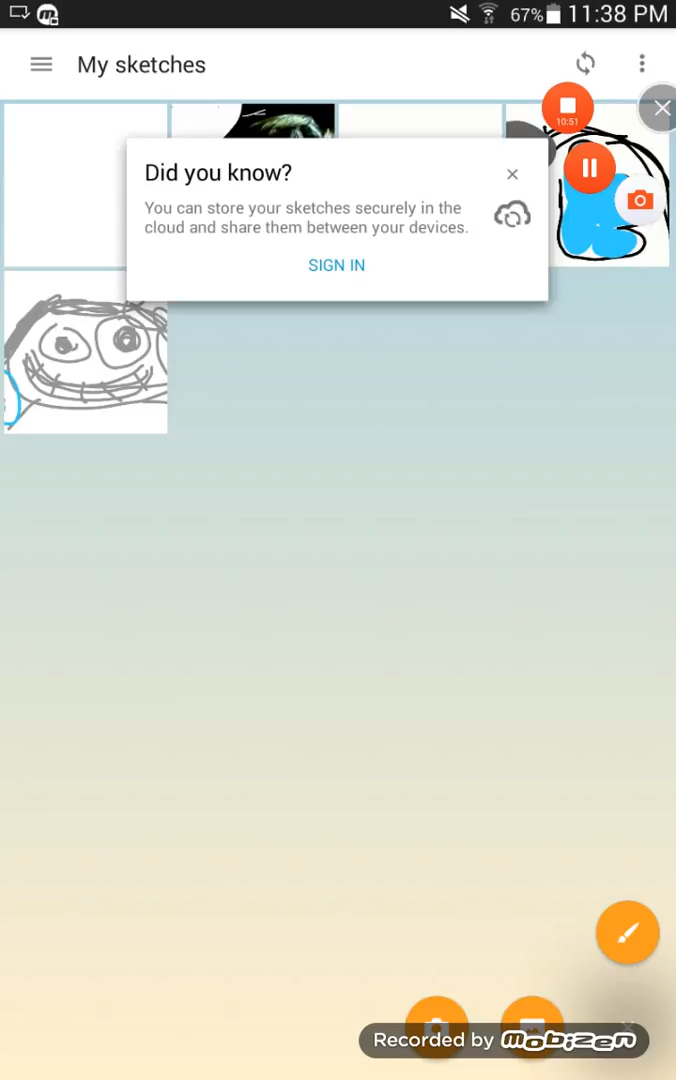 67% 11:38 PM
My sketches
10:51
Did you know?
You can store your sketches securely in the
cloud and share them between your devices.
SIGN IN
Recorded by mobizen